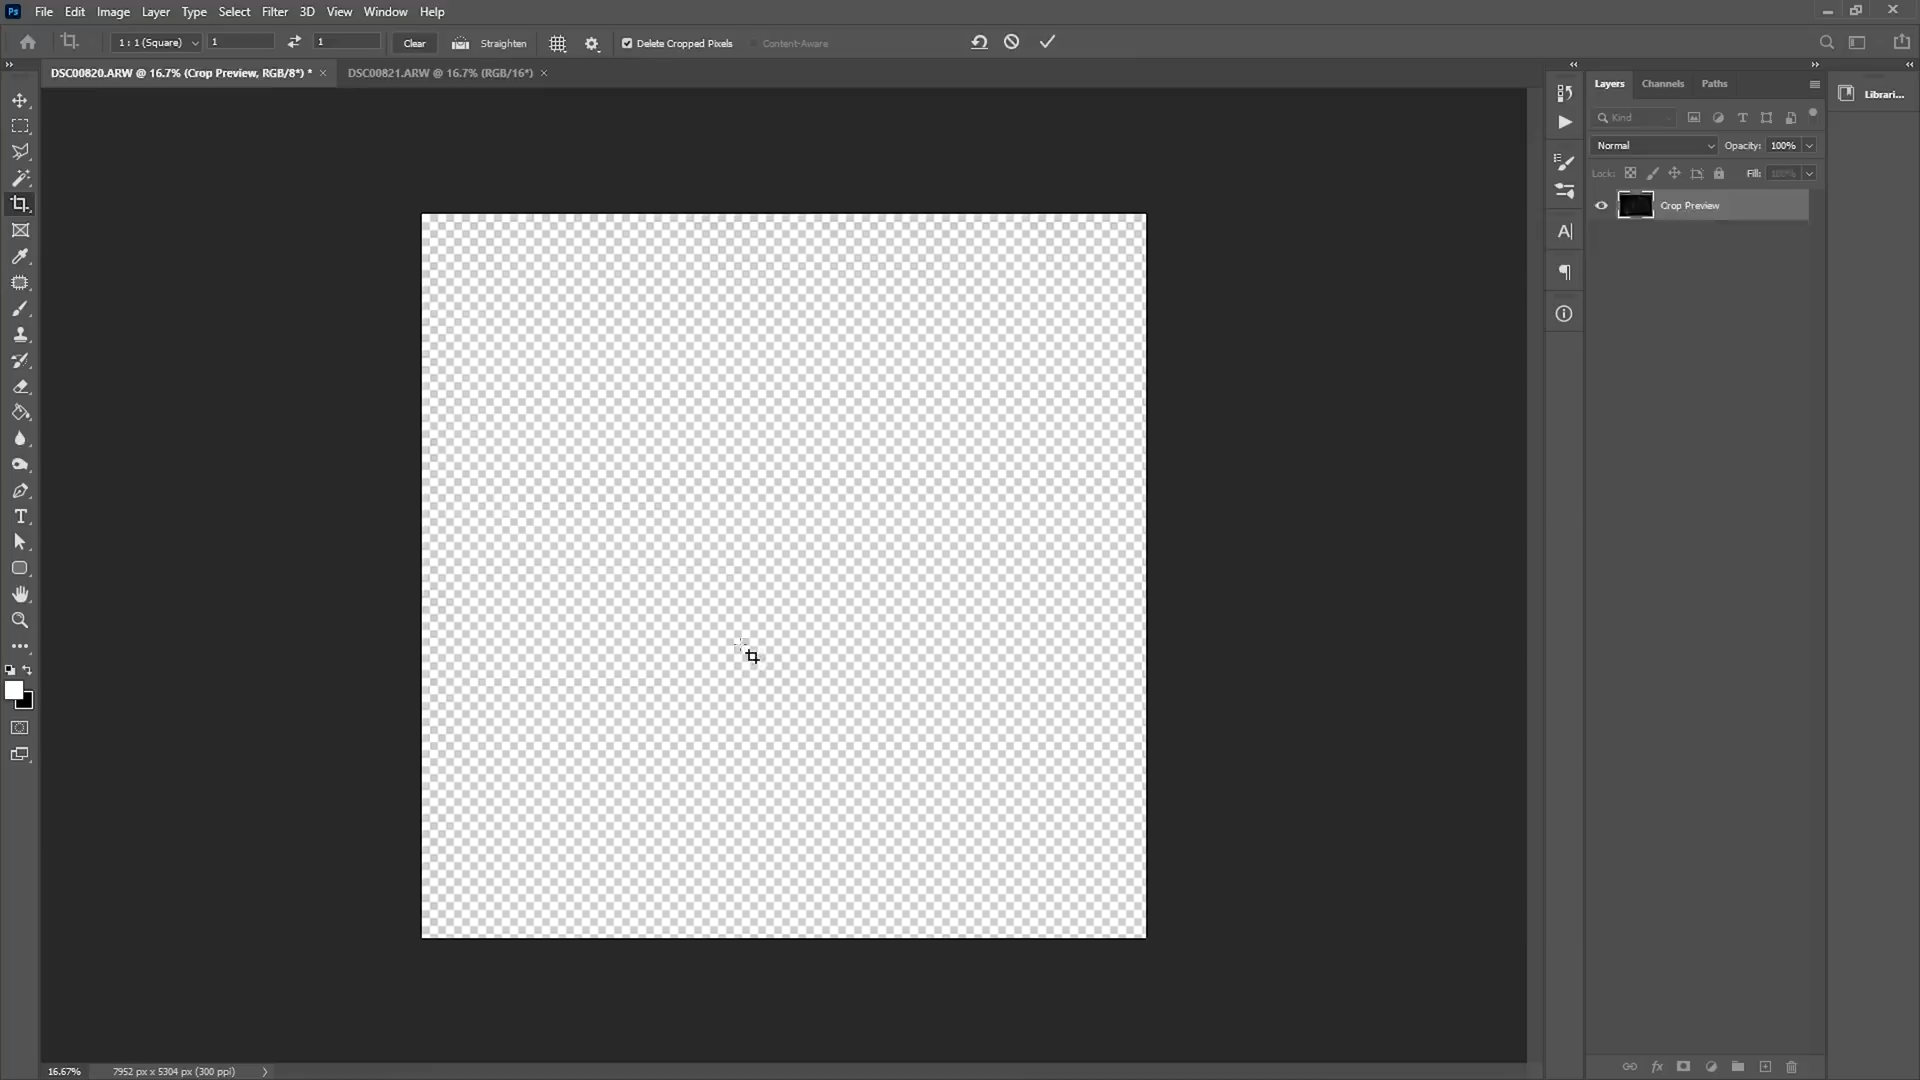 Ps File Edit Image Layer Type Select Filter 3D View Window Help
1 : 1 (Square) 1 1 Clear Straighten Delete Cropped Pixels Content-Aware
DSC00820.ARW @ 16.7% (Crop Preview, RGB/8*) * × DSC00821.ARW @ 16.7% (RGB/16*) ×
Layers Channels Paths
Librari...
Kind
Normal Opacity: 100%
Lock: Fill: 100%
Crop Preview
16.67% 7952 px x 5304 px (300 ppi)